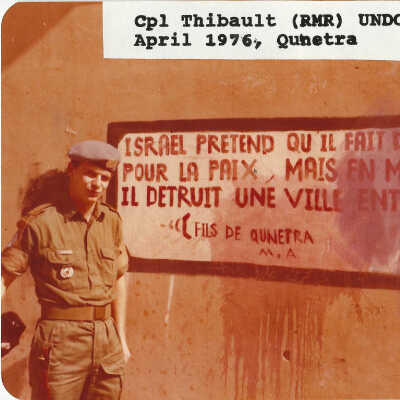 Cpl Thibault (RMR) UNDO
April 1976, Qunetra
ISRAEL PRETEND QU IL FAIT D
POUR LA PAIX, MAIS EN M
IL DETRUIT UNE VILLE ENT
FILS DE QUNETRA
M.A